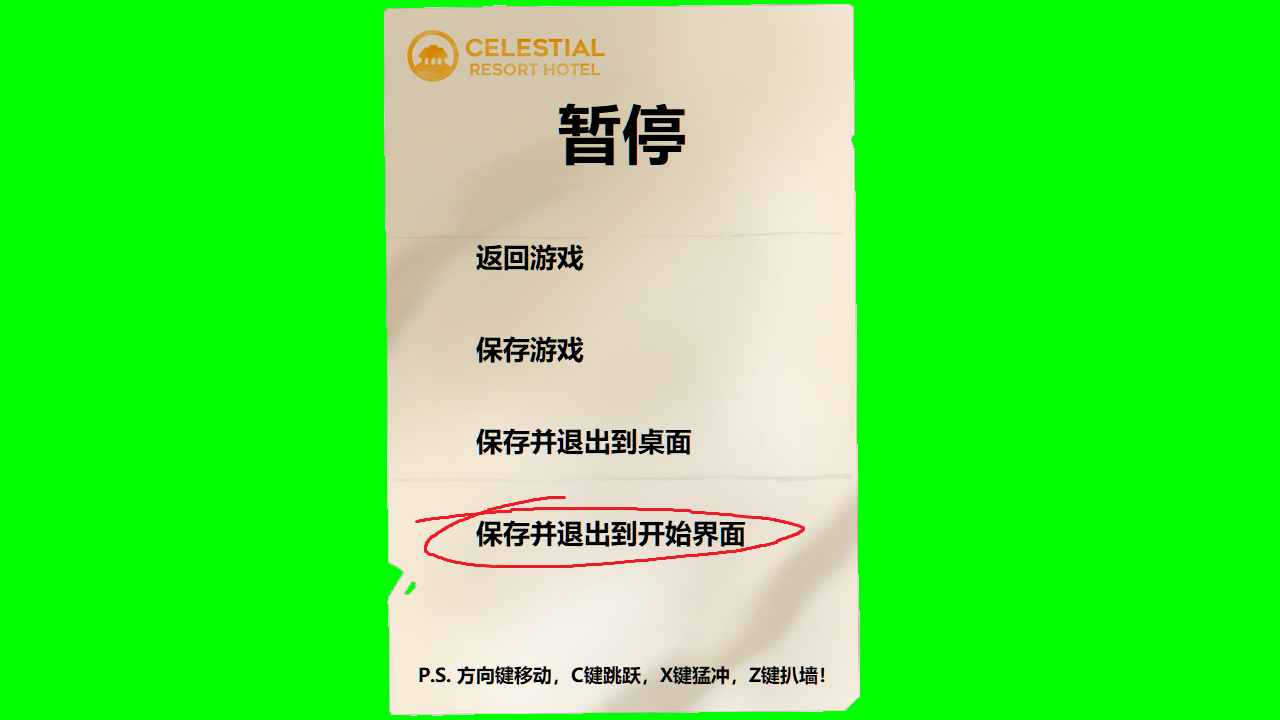 CELESTIAL
RESORT HOTEL
暂停
返回游戏
保存游戏
保存并退出到桌面
保存并退出到开始界面
P.S. 方向键移动，C键跳跃，X键猛冲，Z键扒墙！